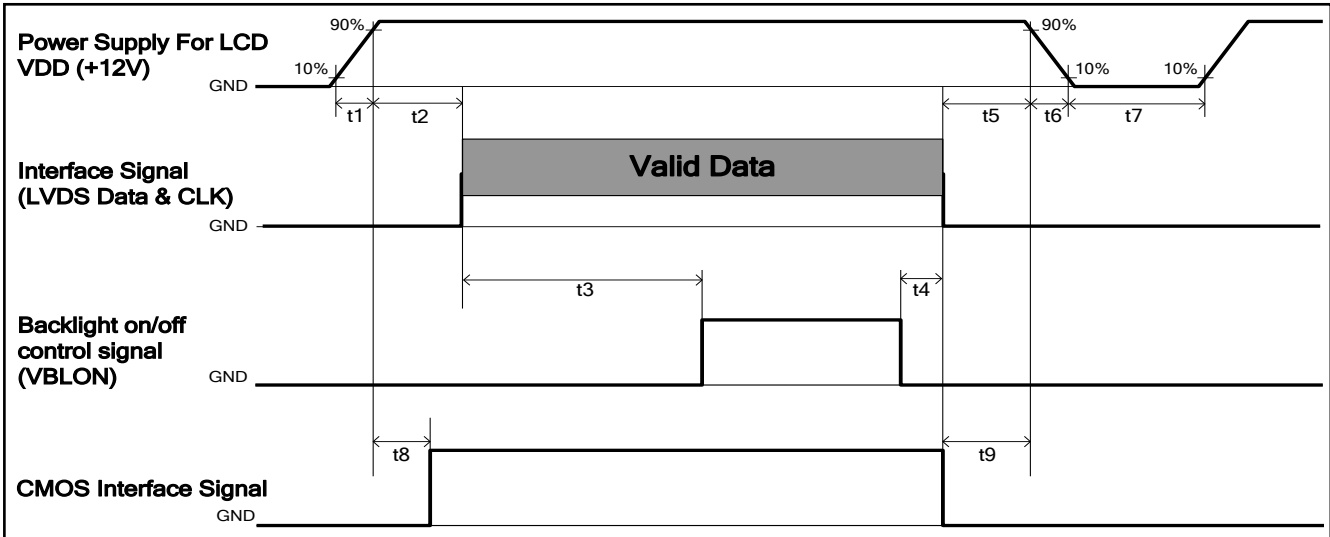 90%
90%
Power Supply For LCD
VDD (+12V)
10%
10%
10%
GND
t1
t2
t5
t6
t7
Valid Data
Interface Signal
(LVDS Data & CLK)
GND
t3
t4
Backlight on/off
control signal
(VBLON)
GND
t8
t9
CMOS Interface Signal
GND